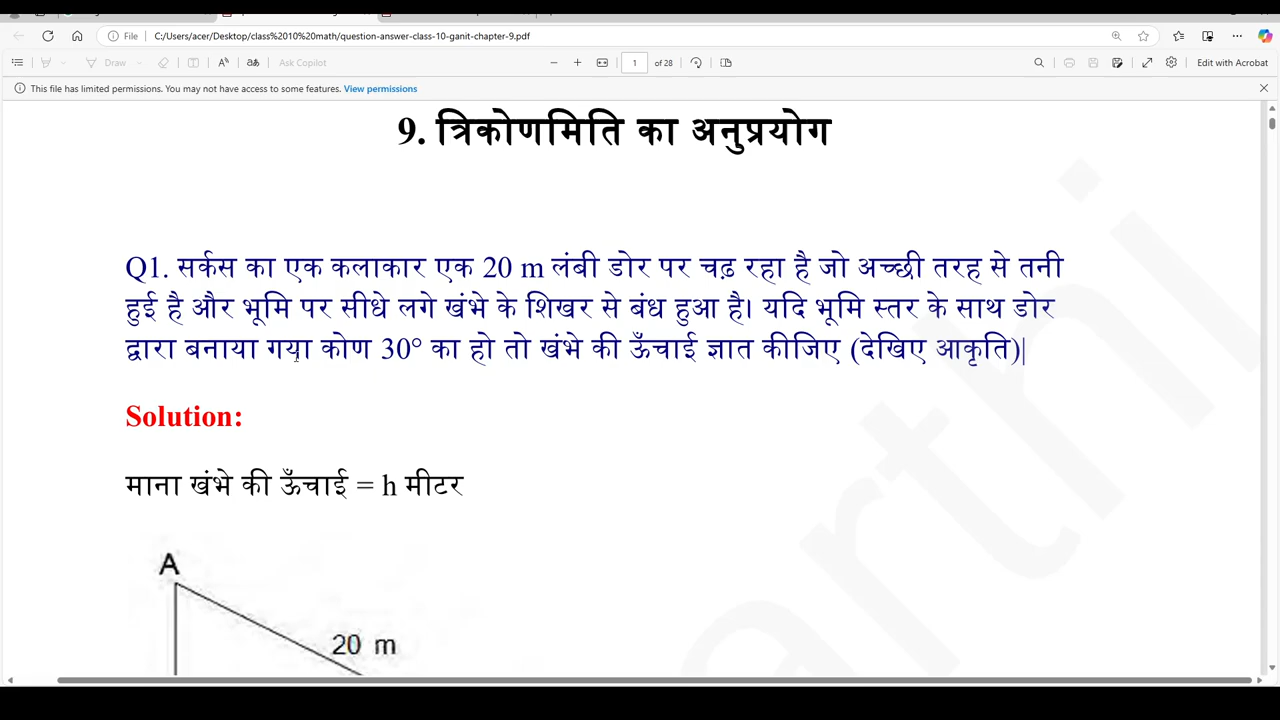 File C:/Users/acer/Desktop/class%2010%20math/question-answer-class-10-ganit-chapter-9.pdf
Draw Ask Copilot 1 of 28 Edit with Acrobat
This file has limited permissions. You may not have access to some features. View permissions
9. त्रिकोणमिति का अनुप्रयोग
Q1. सर्कस का एक कलाकार एक 20 m लंबी डोर पर चढ़ रहा है जो अच्छी तरह से तनी
हुई है और भूमि पर सीधे लगे खंभे के शिखर से बंध हुआ है। यदि भूमि स्तर के साथ डोर
द्वारा बनाया गया कोण 30° का हो तो खंभे की ऊँचाई ज्ञात कीजिए (देखिए आकृति)|
Solution:
माना खंभे की ऊँचाई = h मीटर
A
20 m